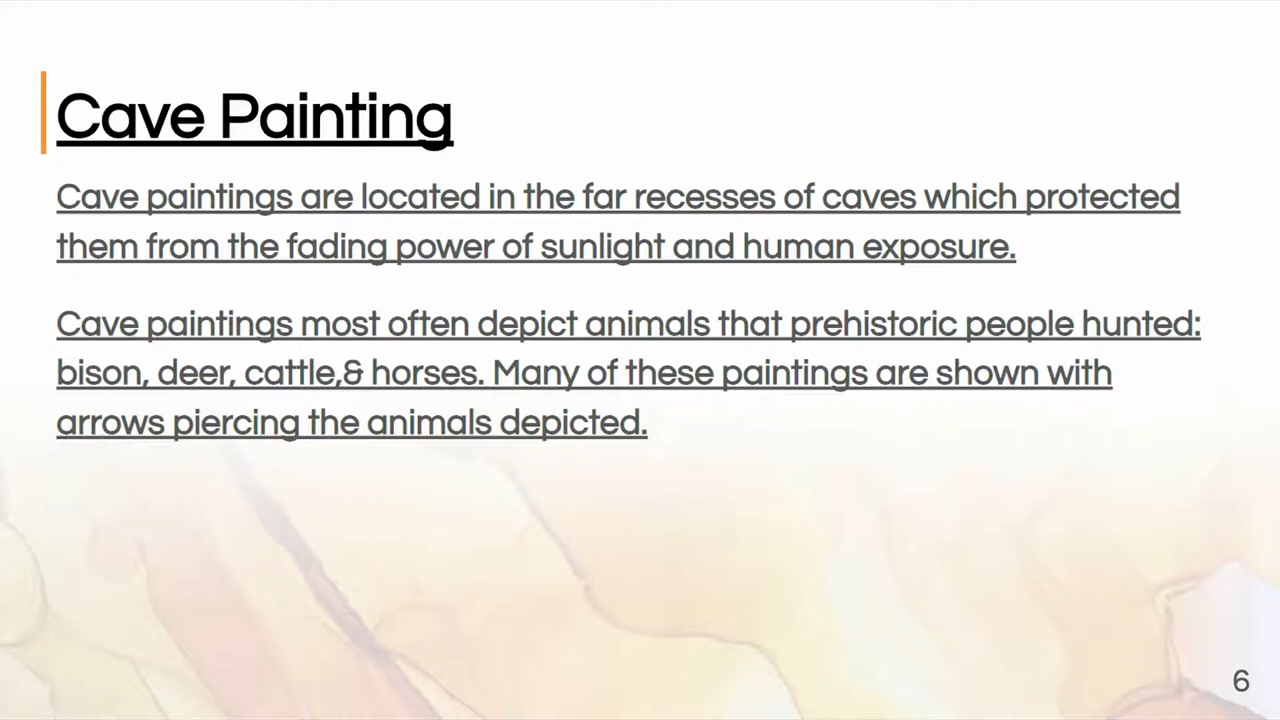 Cave Painting
Cave paintings are located in the far recesses of caves which protected
them from the fading power of sunlight and human exposure.
Cave paintings most often depict animals that prehistoric people hunted:
bison, deer, cattle,& horses. Many of these paintings are shown with
arrows piercing the animals depicted.
6